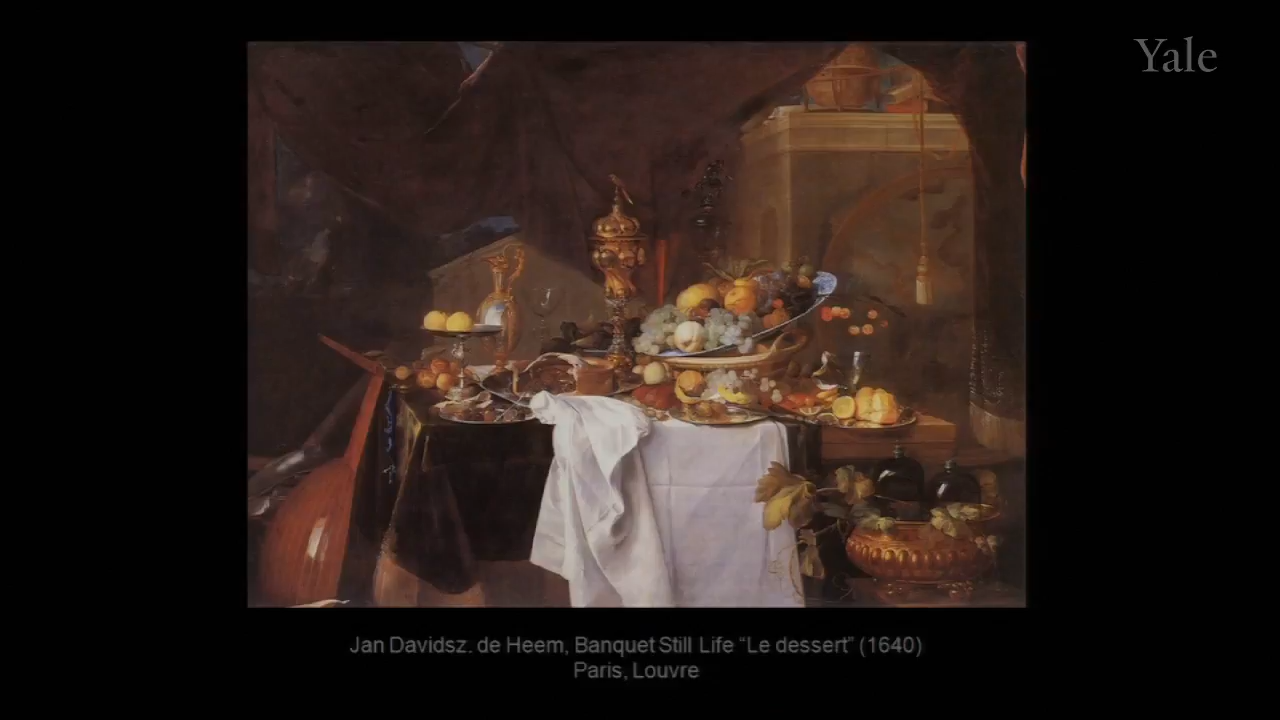 Yale
Jan Davidsz. de Heem, Banquet Still Life “Le dessert” (1640)
Paris, Louvre